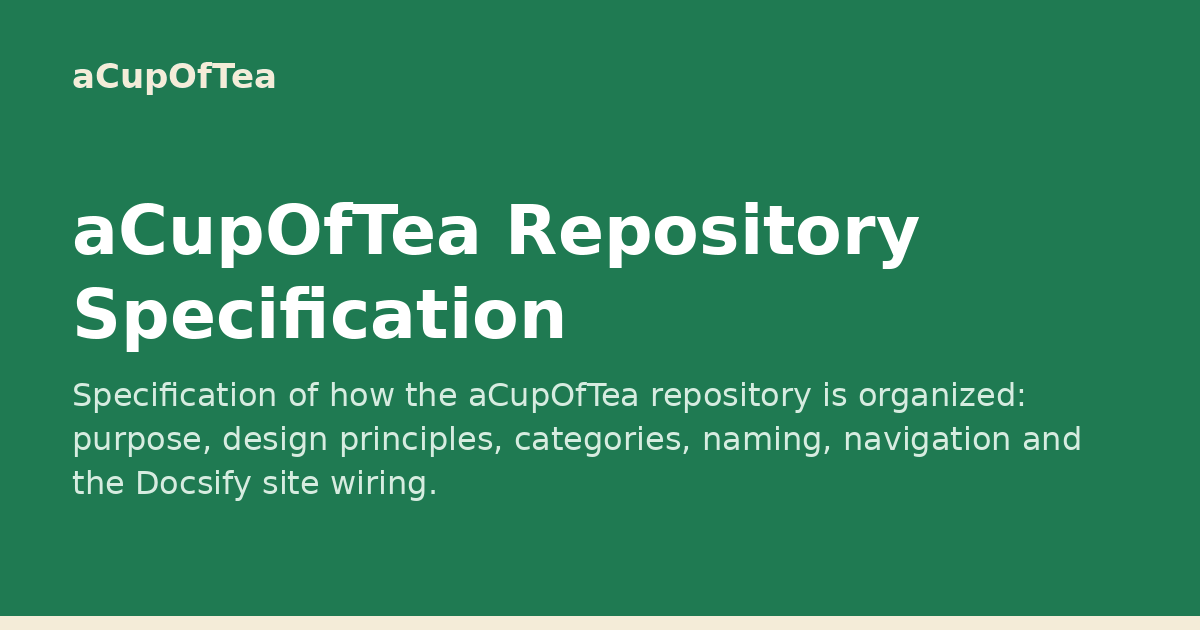 aCupOfTea
aCupOfTea Repository
Specification
Specification of how the aCupOfTea repository is organized:
purpose, design principles, categories, naming, navigation and
the Docsify site wiring.